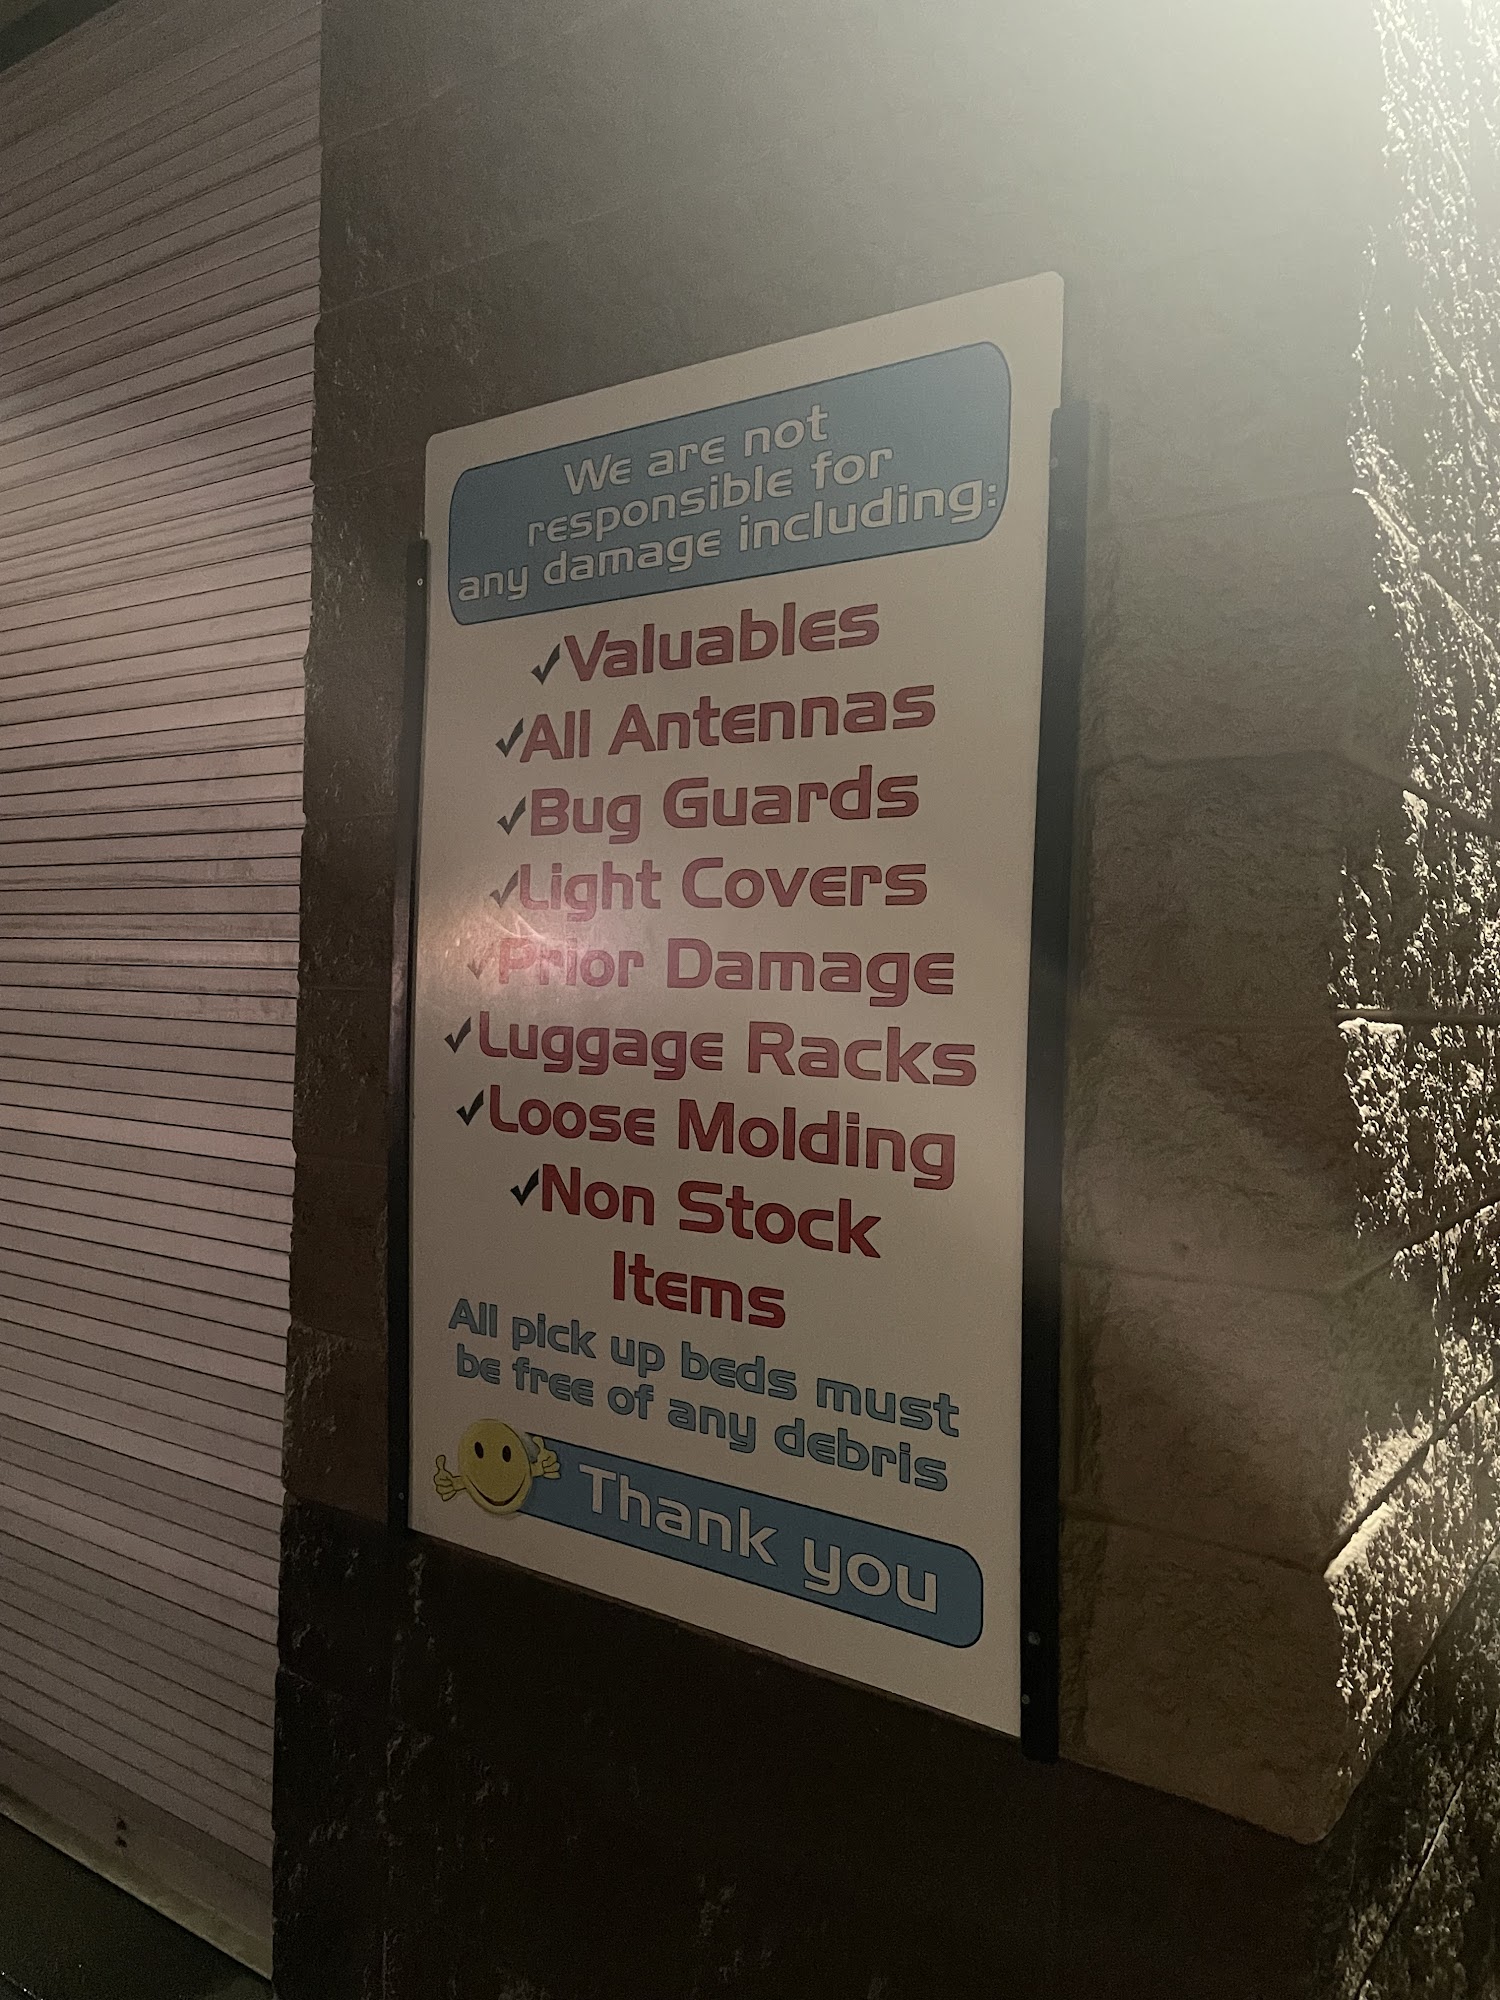 We are not
responsible for
any damage including:
✓Valuables
✓All Antennas
✓Bug Guards
✓Light Covers
✓Prior Damage
✓Luggage Racks
✓Loose Molding
✓Non Stock
Items
All pick up beds must
be free of any debris
Thank you